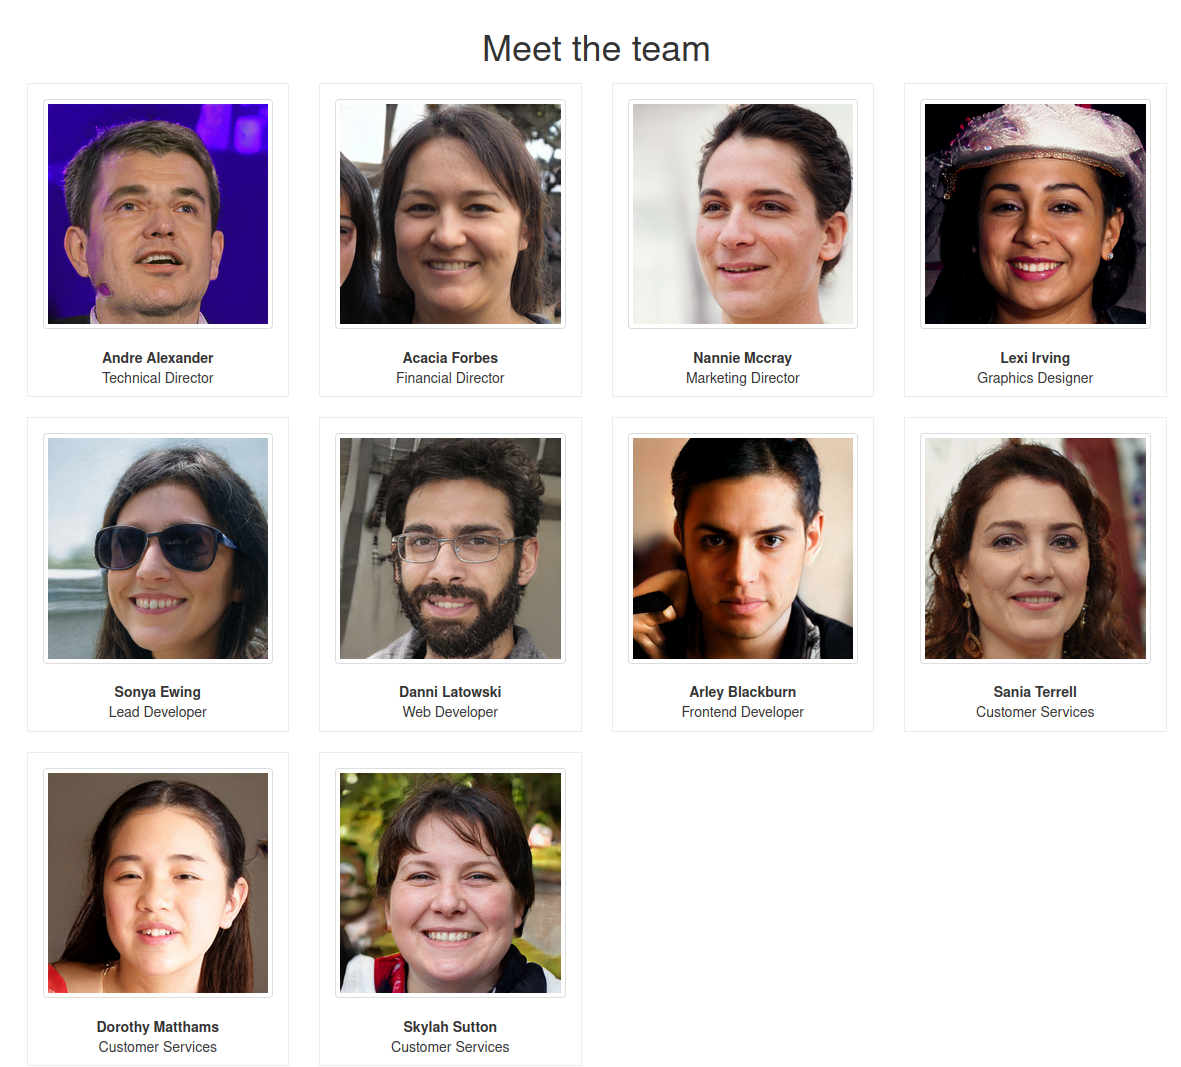 Meet the team
Andre Alexander
Technical Director
Acacia Forbes
Financial Director
Nannie Mccray
Marketing Director
Lexi Irving
Graphics Designer
Sonya Ewing
Lead Developer
Danni Latowski
Web Developer
Arley Blackburn
Frontend Developer
Sania Terrell
Customer Services
Dorothy Matthams
Customer Services
Skylah Sutton
Customer Services